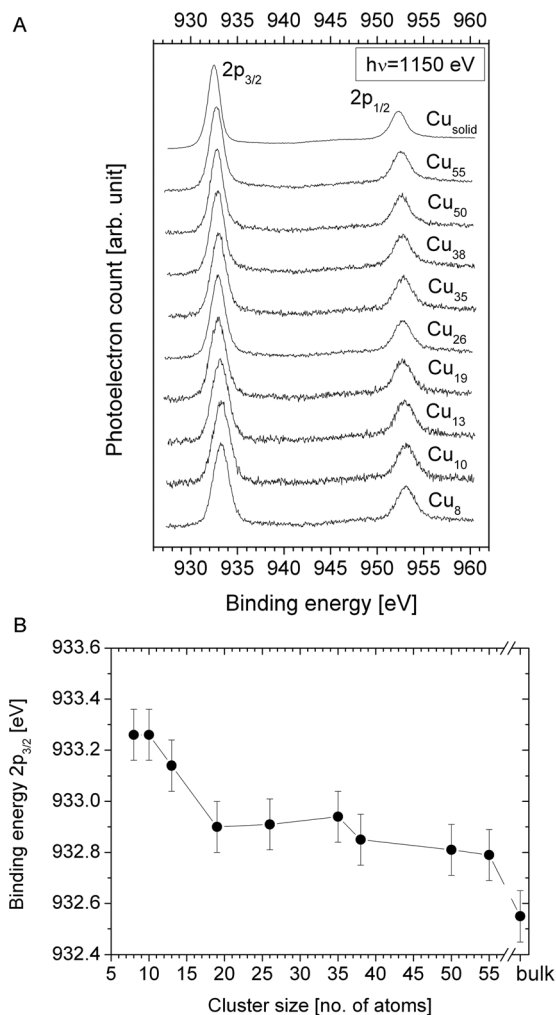 A
930 935 940 945 950 955 960
hν=1150 eV
2p3/2
2p1/2
Cusolid
Cu55
Cu50
Cu38
Cu35
Cu26
Cu19
Cu13
Cu10
Cu8
Photoelectron count [arb. unit]
930 935 940 945 950 955 960
Binding energy [eV]
B
933.6
933.4
933.2
933.0
932.8
932.6
932.4
Binding energy 2p3/2 [eV]
5 10 15 20 25 30 35 40 45 50 55 bulk
Cluster size [no. of atoms]